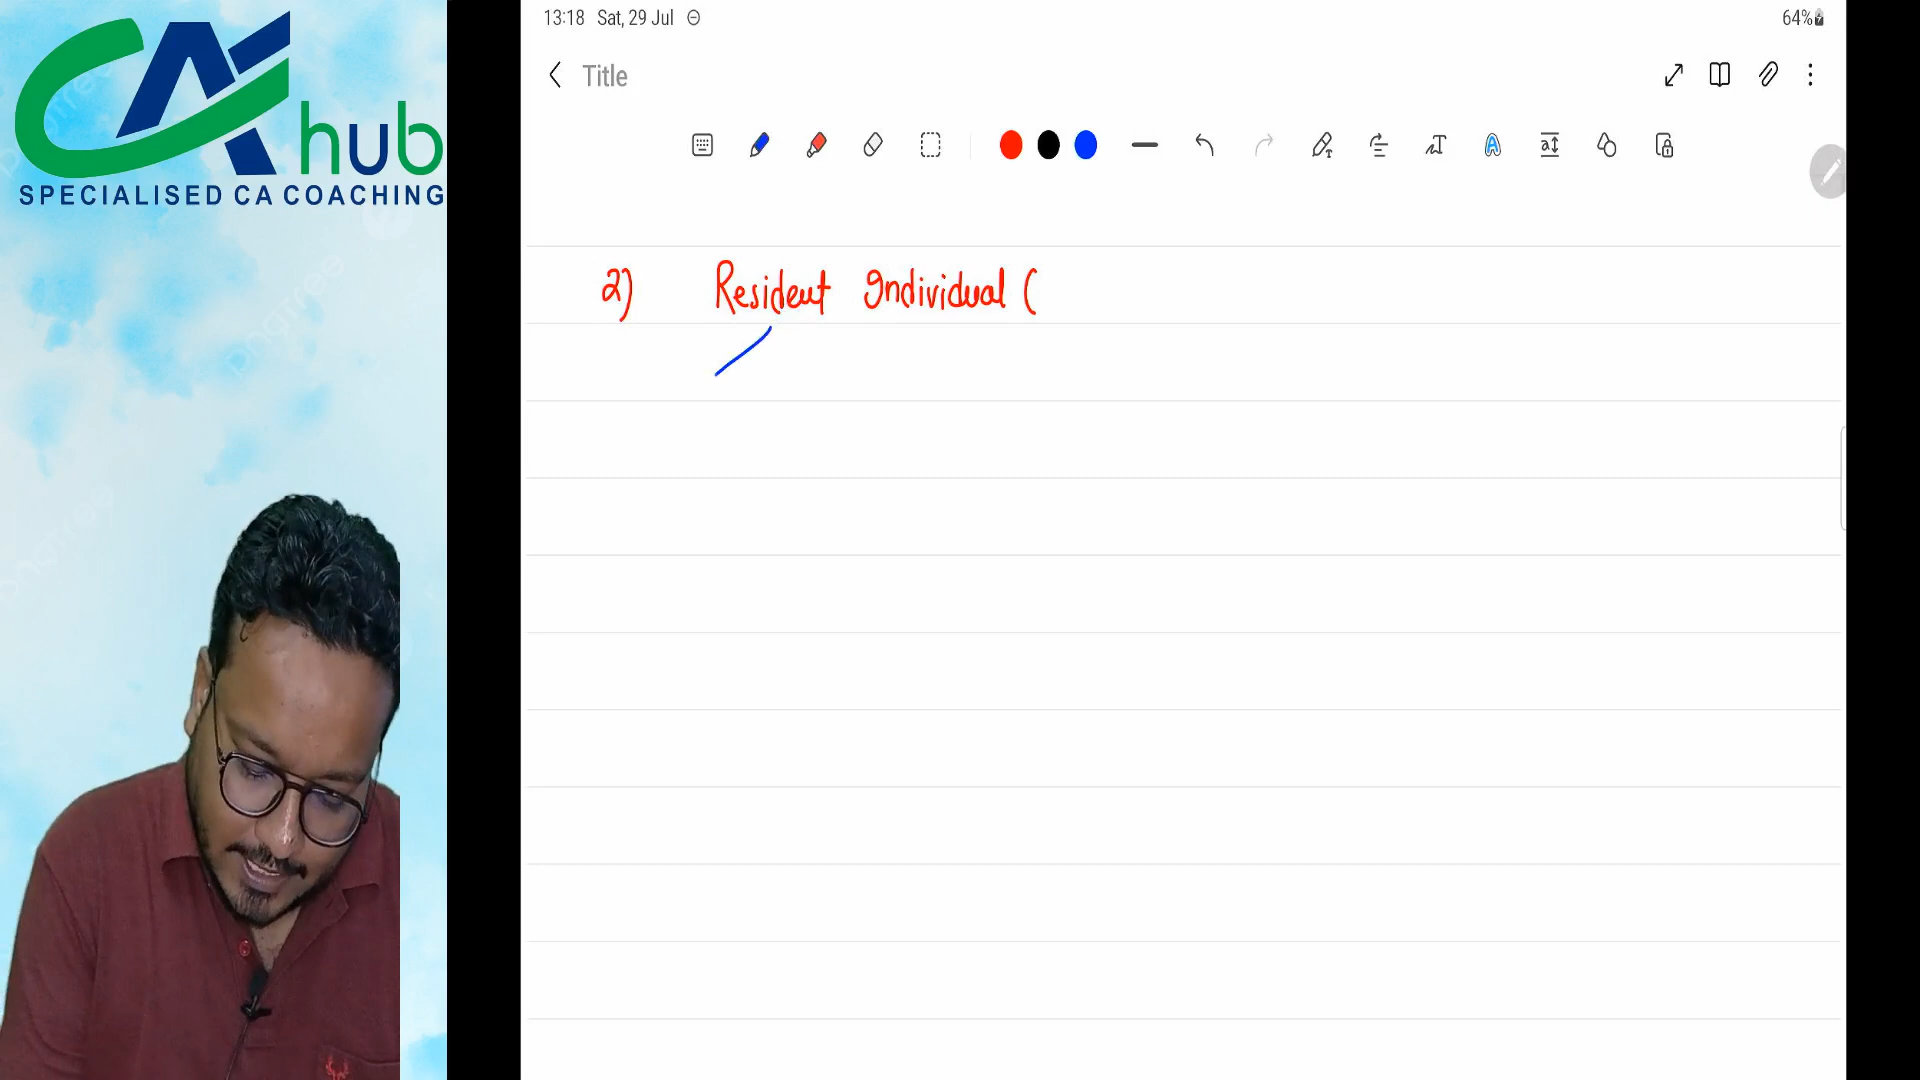 CA hub
SPECIALISED CA COACHING
13:18 Sat, 29 Jul
64%
Title
2) Resident Individual (